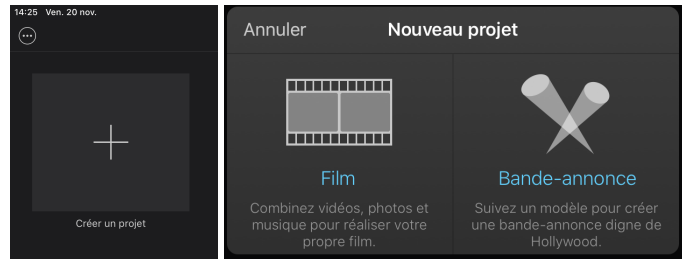 14:25 Ven. 20 nov.
Créer un projet
Annuler
Nouveau projet
Film
Combinez vidéos, photos et
musique pour réaliser votre
propre film.
Bande-annonce
Suivez un modèle pour créer
une bande-annonce digne de
Hollywood.